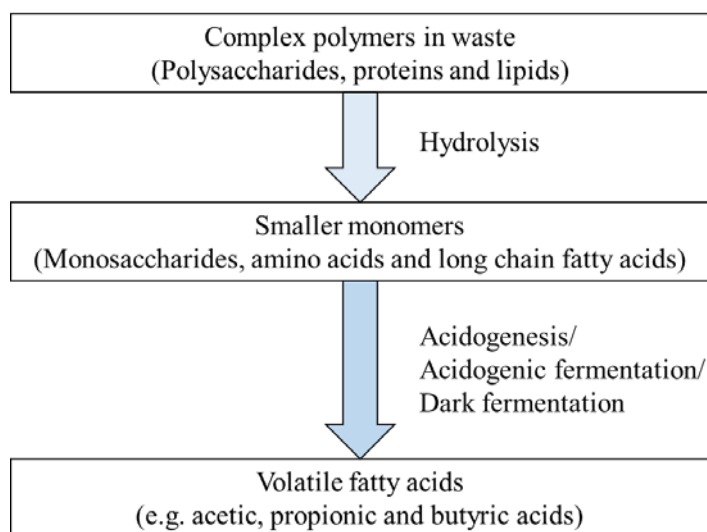 Complex polymers in waste
(Polysaccharides, proteins and lipids)
Hydrolysis
Smaller monomers
(Monosaccharides, amino acids and long chain fatty acids)
Acidogenesis/
Acidogenic fermentation/
Dark fermentation
Volatile fatty acids
(e.g. acetic, propionic and butyric acids)